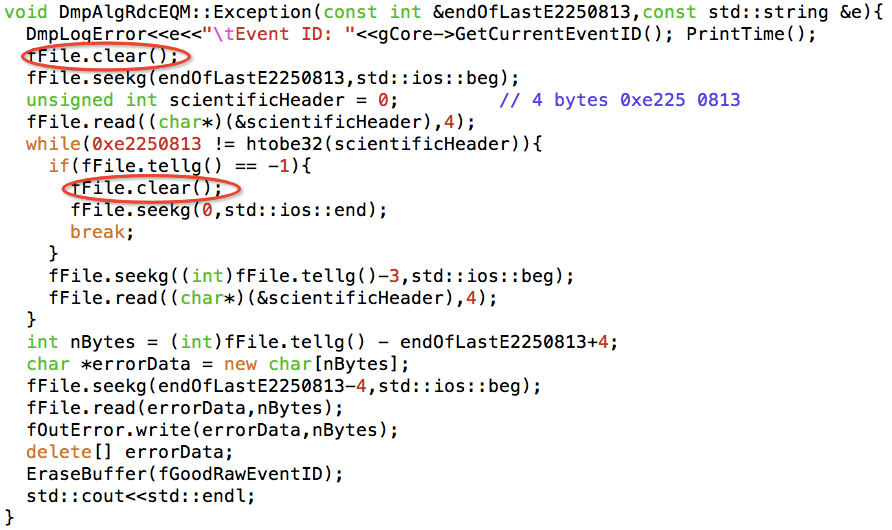 void DmpAlgRdcEQM::Exception(const int &endOfLastE2250813,const std::string &e){
  DmpLogError<<e<<"\tEvent ID: "<<gCore->GetCurrentEventID(); PrintTime();
  fFile.clear();
  fFile.seekg(endOfLastE2250813,std::ios::beg);
  unsigned int scientificHeader = 0;         // 4 bytes 0xe225 0813
  fFile.read((char*)(&scientificHeader),4);
  while(0xe2250813 != htobe32(scientificHeader)){
    if(fFile.tellg() == -1){
      fFile.clear();
      fFile.seekg(0,std::ios::end);
      break;
    }
    fFile.seekg((int)fFile.tellg()-3,std::ios::beg);
    fFile.read((char*)(&scientificHeader),4);
  }
  int nBytes = (int)fFile.tellg() - endOfLastE2250813+4;
  char *errorData = new char[nBytes];
  fFile.seekg(endOfLastE2250813-4,std::ios::beg);
  fFile.read(errorData,nBytes);
  fOutError.write(errorData,nBytes);
  delete[] errorData;
  EraseBuffer(fGoodRawEventID);
  std::cout<<std::endl;
}